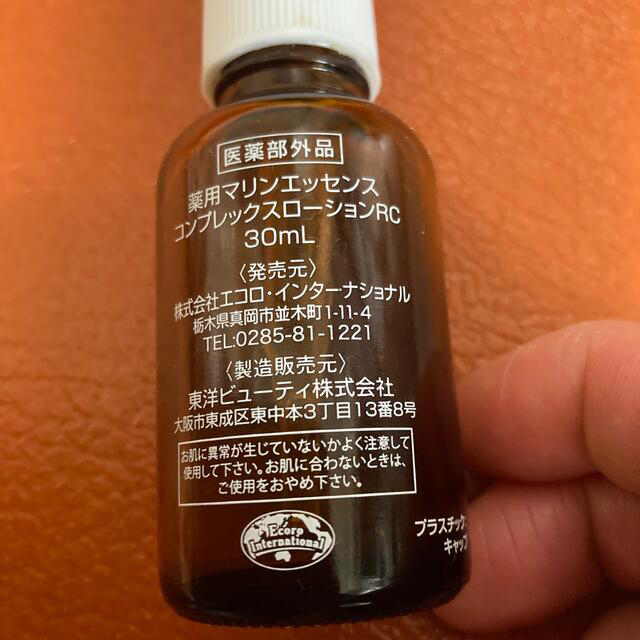 医薬部外品
薬用マリンエッセンス
コンプレックスローションRC
30mL
〈発売元〉
株式会社エコロ・インターナショナル
栃木県真岡市並木町1-11-4
TEL:0285-81-1221
〈製造販売元〉
東洋ビューティ株式会社
大阪市東成区東中本3丁目13番8号
お肌に異常が生じていないかよく注意して
使用して下さい。お肌に合わないときは、
ご使用をおやめ下さい。
Ecoro
International
プラスチック
キャップ